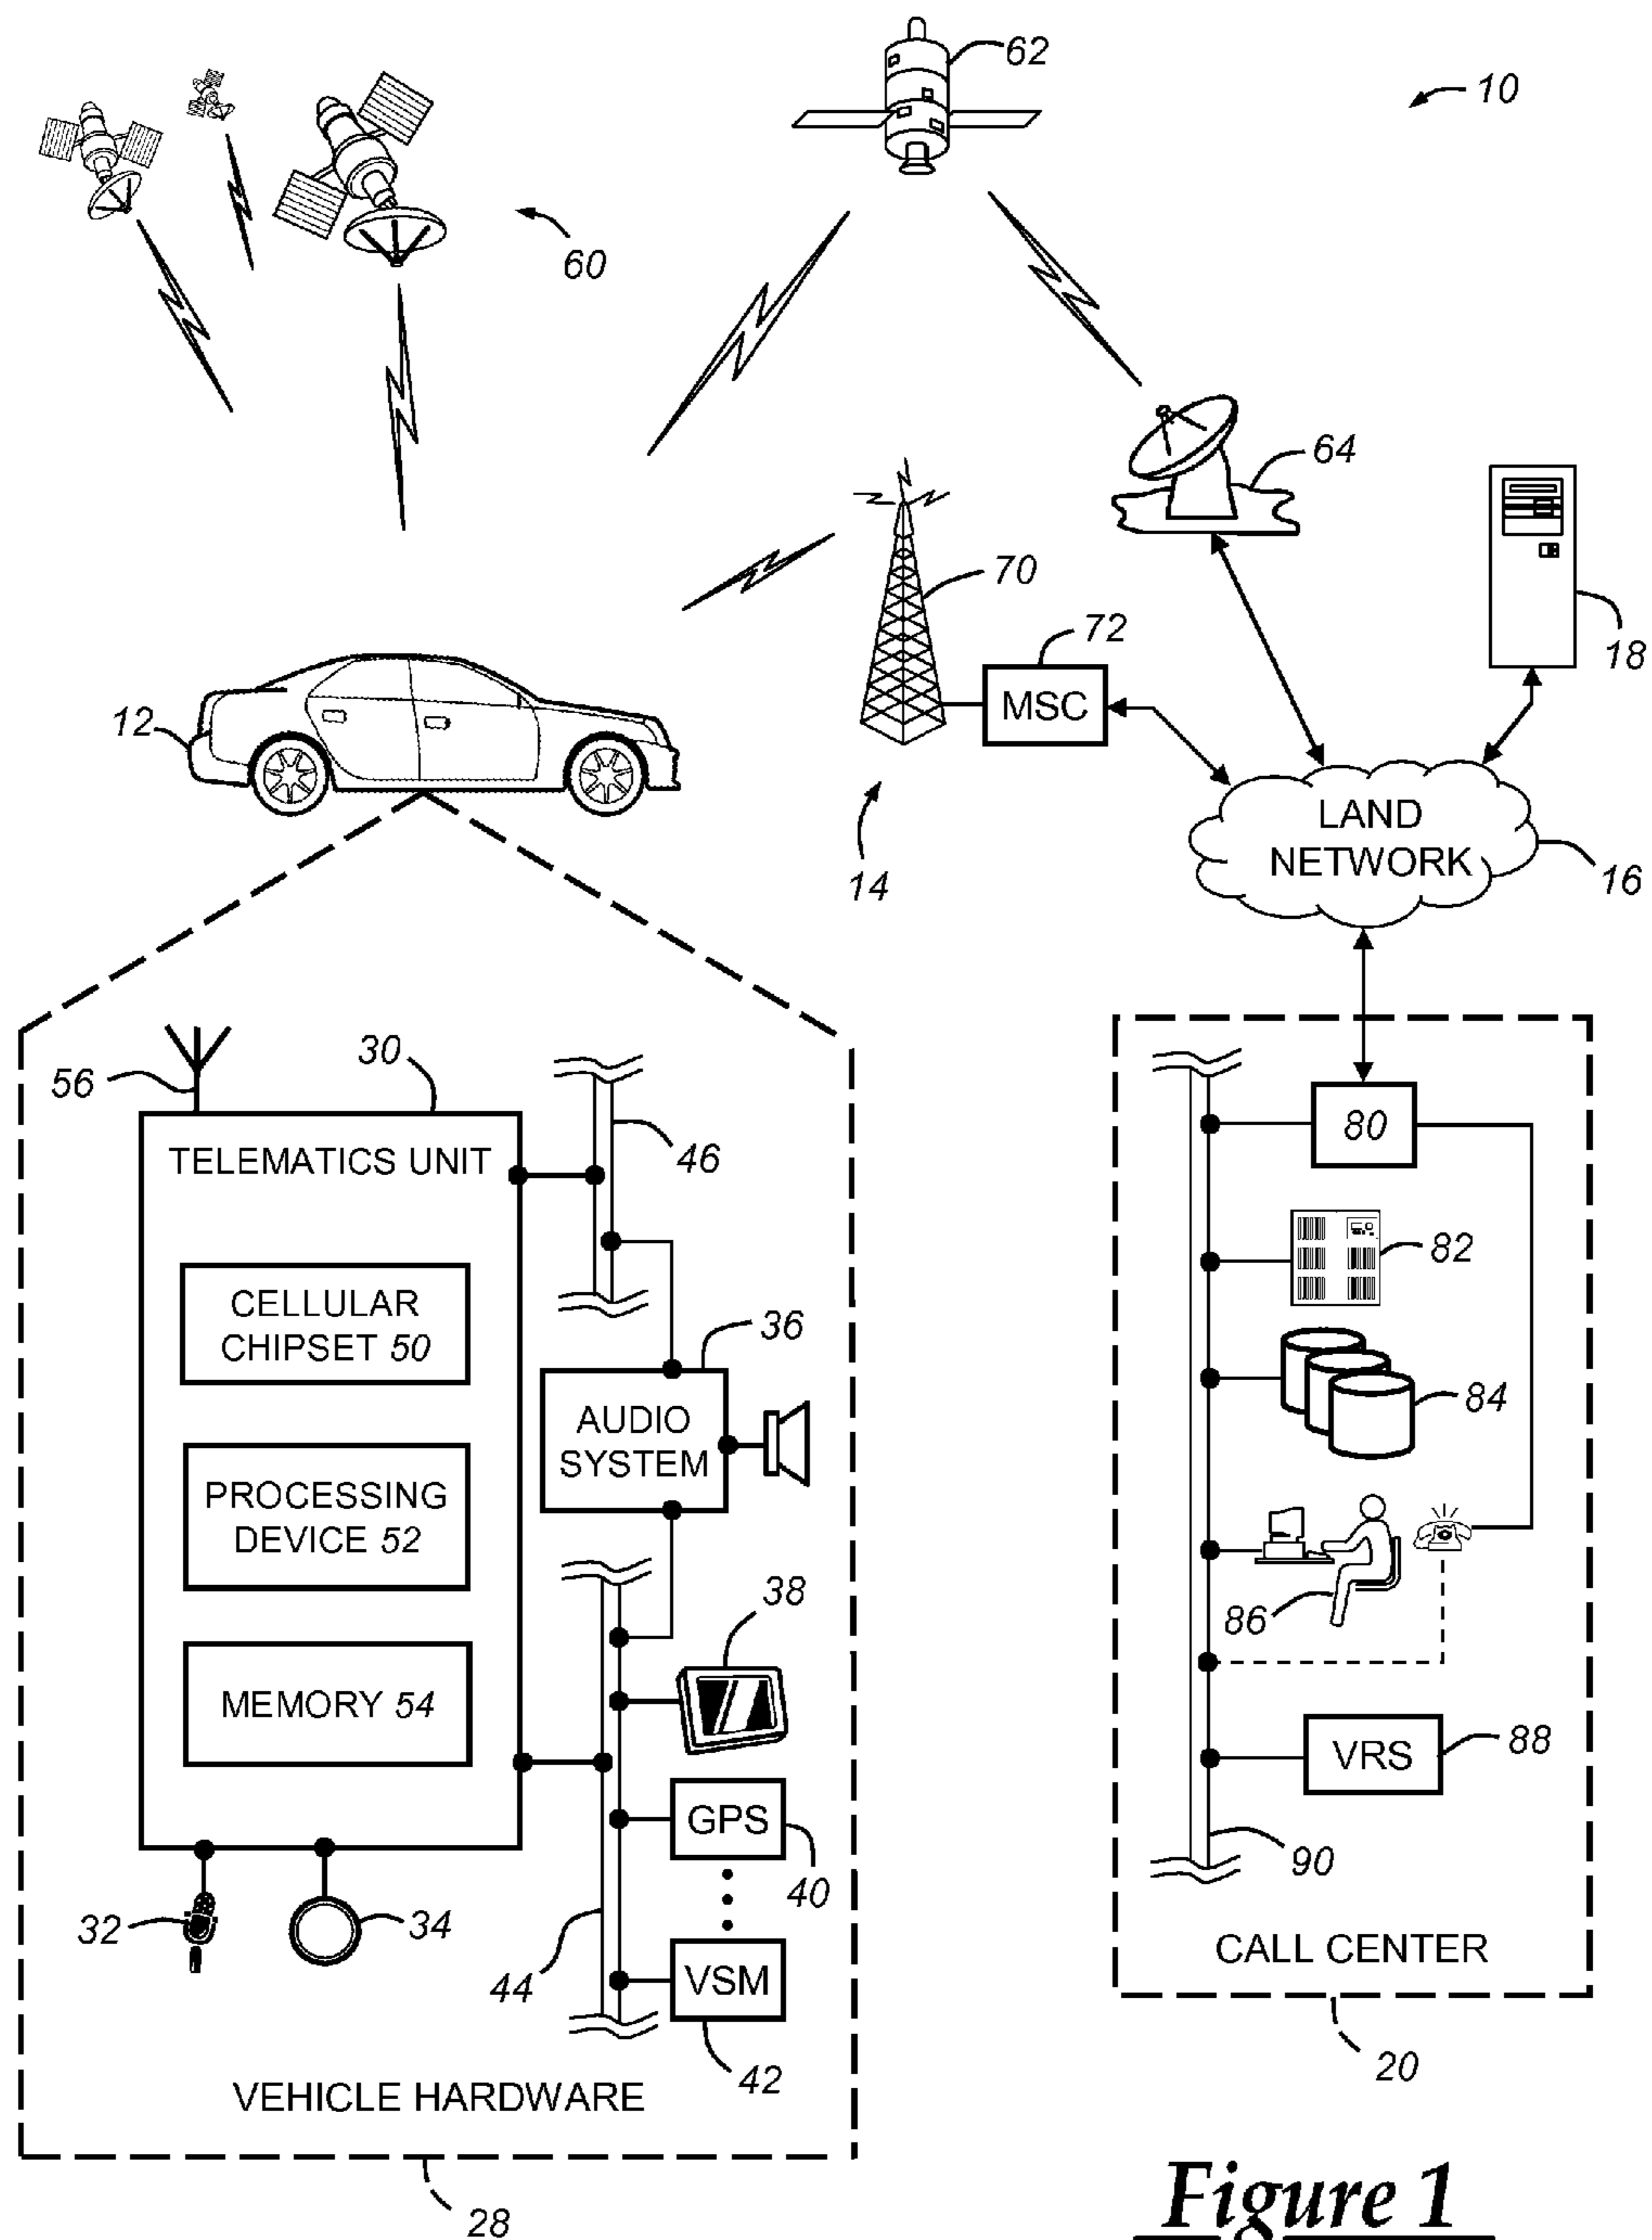 62
10
60
64
70
72
18
MSC
12
LAND
NETWORK
14
16
30
56
46
TELEMATICS UNIT
80
82
CELLULAR
CHIPSET 50
36
AUDIO
SYSTEM
84
PROCESSING
DEVICE 52
38
86
MEMORY 54
VRS
88
GPS
40
90
32
34
CALL CENTER
44
VSM
42
20
VEHICLE HARDWARE
28
Figure 1